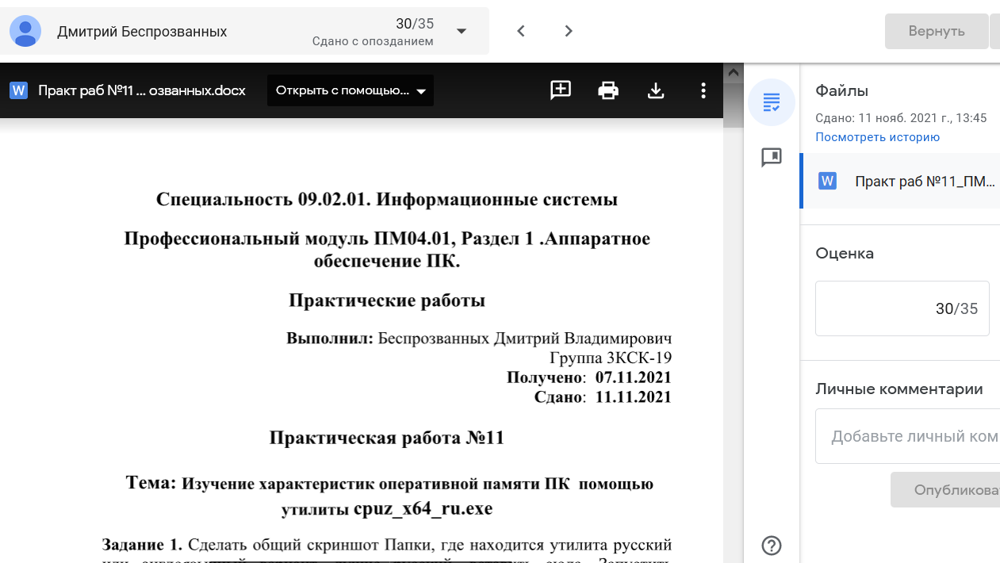 Дмитрий Беспрозванных
30/35
Сдано с опозданием
Вернуть
W Практ раб №11 ... озванных.docx
Открыть с помощью...
Файлы
Сдано: 11 нояб. 2021 г., 13:45
Посмотреть историю
W Практ раб №11_ПМ...
Оценка
30/35
Личные комментарии
Добавьте личный ком
Опубликова
Специальность 09.02.01. Информационные системы
Профессиональный модуль ПМ04.01, Раздел 1 .Аппаратное
обеспечение ПК.
Практические работы
Выполнил: Беспрозванных Дмитрий Владимирович
Группа 3КСК-19
Получено: 07.11.2021
Сдано: 11.11.2021
Практическая работа №11
Тема: Изучение характеристик оперативной памяти ПК помощью
утилиты cpuz_x64_ru.exe
Задание 1. Сделать общий скриншот Папки, где находится утилита русский